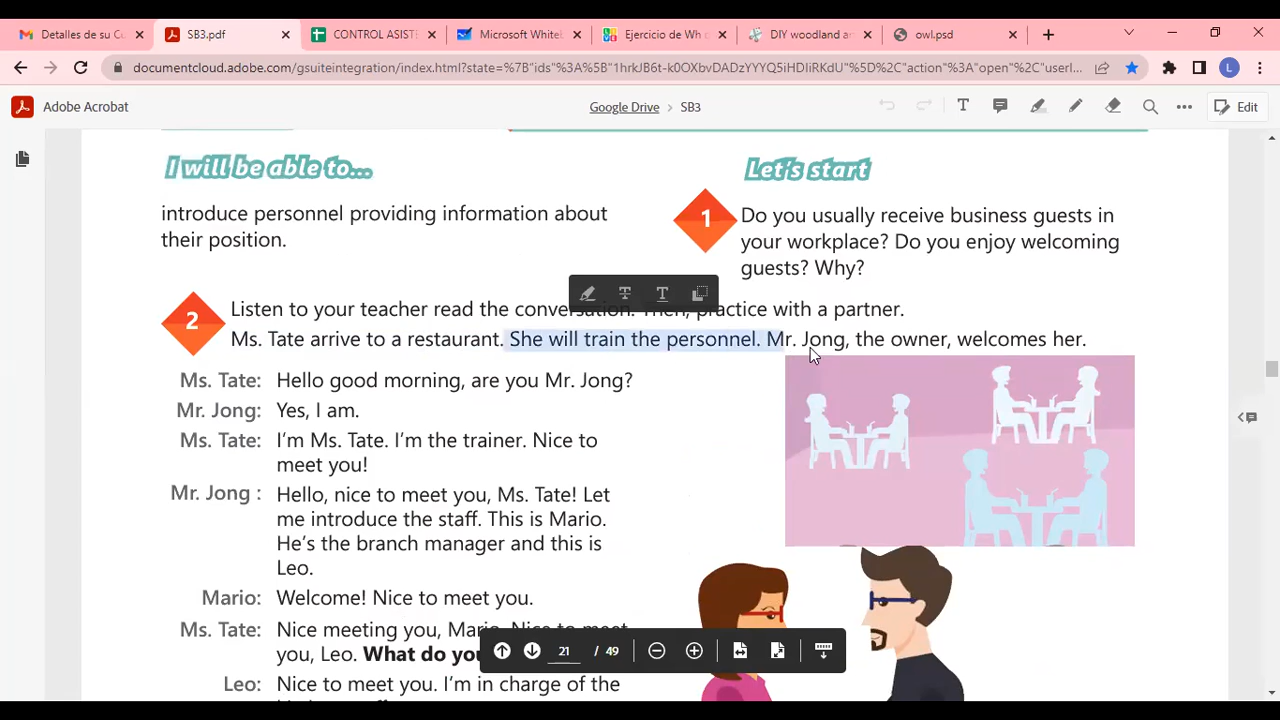 Detalles de su Cu
SB3.pdf
CONTROL ASIST
Microsoft Whiteb
Ejercicio de Wh c
DIY woodland an
owl.psd
documentcloud.adobe.com/gsuiteintegration/index.html?state=%7B"ids"%3A%5B"1hrkJB6t-k0OXbvDADzYYYQ5iHDIiRKdU"%5D%2C"action"%3A"open"%2C"userI...
L
Adobe Acrobat
Google Drive > SB3
Edit
I will be able to...
Let's start
introduce personnel providing information about
their position.
1
Do you usually receive business guests in
your workplace? Do you enjoy welcoming
guests? Why?
2
Listen to your teacher read the conversation. Then, practice with a partner.
Ms. Tate arrive to a restaurant. She will train the personnel. Mr. Jong, the owner, welcomes her.
Ms. Tate: Hello good morning, are you Mr. Jong?
Mr. Jong: Yes, I am.
Ms. Tate: I'm Ms. Tate. I'm the trainer. Nice to
meet you!
Mr. Jong : Hello, nice to meet you, Ms. Tate! Let
me introduce the staff. This is Mario.
He's the branch manager and this is
Leo.
Mario: Welcome! Nice to meet you.
Ms. Tate: Nice meeting you, Mario. Nice to meet
you, Leo. What do you
21 / 49
Leo: Nice to meet you. I'm in charge of the